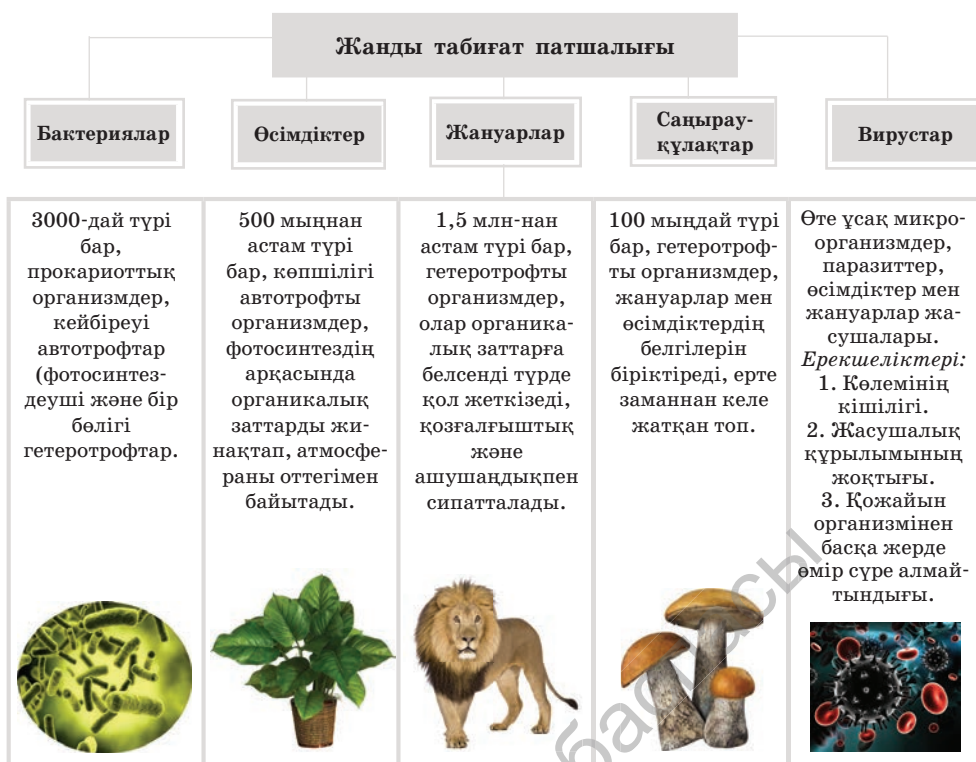 Жанды табиғат патшалығы
Бактериялар
Өсімдіктер
Жануарлар
Саңырау-
құлақтар
Вирустар
3000-дай түрі
бар,
прокариоттық
организмдер,
кейбіреуі
автотрофтар
(фотосинтез-
деуші және бір
бөлігі
гетеротрофтар.
500 мыңнан
астам түрі
бар, көпшілігі
автотрофты
организмдер,
фотосинтездің
арқасында
органикалық
заттарды жи-
нақтап, атмосфе-
раны оттегімен
байытады.
1,5 млн-нан
астам түрі бар,
гетеротрофты
организмдер,
олар органика-
лық заттарға
белсенді түрде
қол жеткізеді,
қозғалғыштық
және
ашушаңдықпен
сипатталады.
100 мыңдай түрі
бар, гетеротроф-
ты организмдер,
жануарлар мен
өсімдіктердің
белгілерін
біріктіреді, ерте
заманнан келе
жатқан топ.
Өте ұсақ микро-
организмдер,
паразиттер,
өсімдіктер мен
жануарлар жа-
сушалары.
Ерекшеліктері:
1. Көлемінің
кішілігі.
2. Жасушалық
құрылымының
жоқтығы.
3. Қожайын
организмінен
басқа жерде
өмір сүре алмай-
тындығы.
баспасы